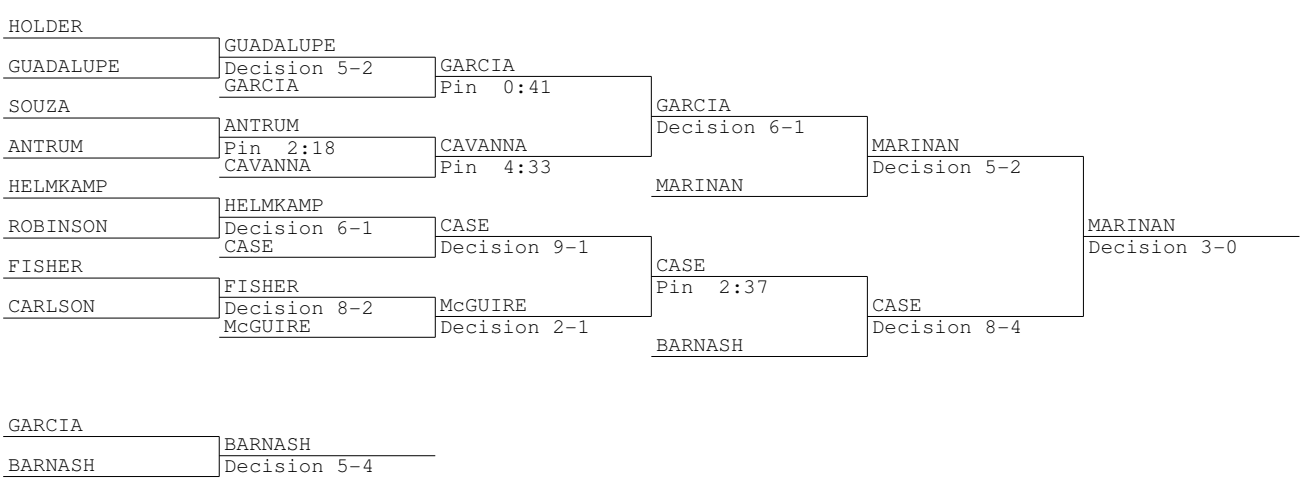 HOLDER
GUADALUPE
GUADALUPE
Decision 5-2
GARCIA
GARCIA
Pin 0:41
SOUZA
ANTRUM
ANTRUM
Pin 2:18
CAVANNA
CAVANNA
Pin 4:33
GARCIA
Decision 6-1
MARINAN
MARINAN
Decision 5-2
HELMKAMP
ROBINSON
HELMKAMP
Decision 6-1
CASE
CASE
Decision 9-1
FISHER
CARLSON
FISHER
Decision 8-2
McGUIRE
McGUIRE
Decision 2-1
CASE
Pin 2:37
BARNASH
CASE
Decision 8-4
MARINAN
Decision 3-0
GARCIA
BARNASH
BARNASH
Decision 5-4